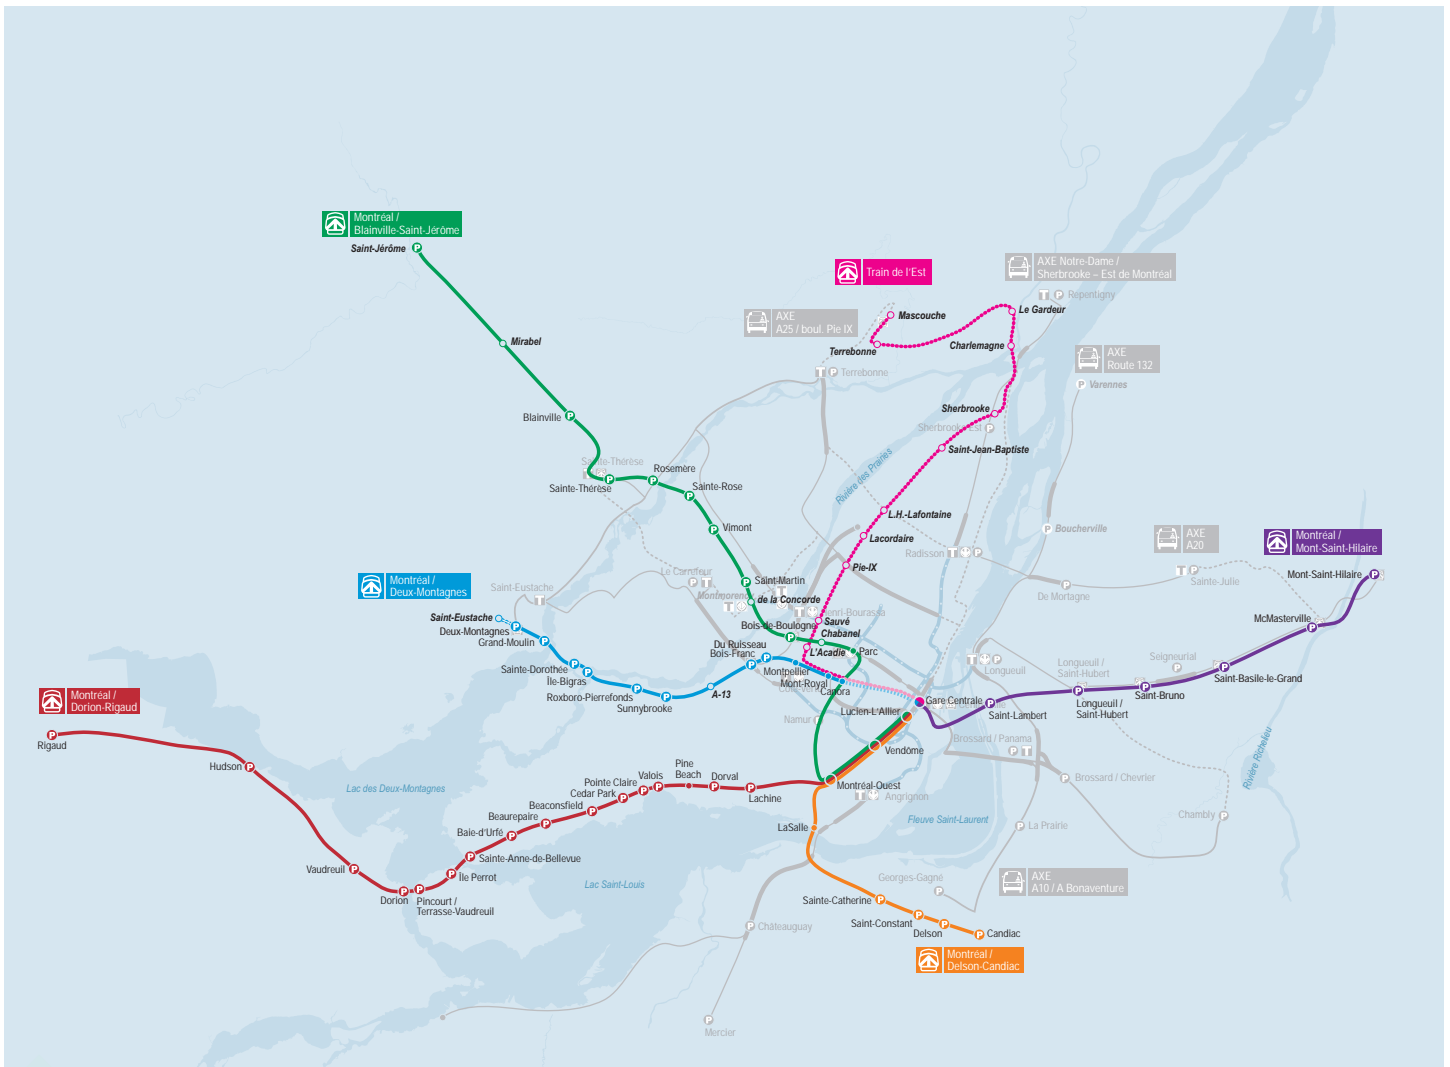 Montréal /
Blainville-Saint-Jérôme
Saint-Jérôme
Mirabel
Blainville
Sainte-Thérèse
Sainte-Thérèse
Rosemère
Sainte-Rose
Vimont
Saint-Martin
de la Concorde
Bois-de-Boulogne
Chabanel
Parc
Train de l'Est
Mascouche
Terrebonne
Le Gardeur
Charlemagne
Sherbrooke
Sherbrooke Est
Saint-Jean-Baptiste
L.H.-Lafontaine
Lacordaire
Pie-IX
Sauvé
L'Acadie
AXE Notre-Dame /
Sherbrooke – Est de Montréal
Répentigny
AXE
A25 / boul. Pie IX
Terrebonne
AXE
Route 132
Varennes
Boucherville
Rivière des Prairies
Radisson
De Mortagne
AXE
A20
Sainte-Julie
Montréal /
Mont-Saint-Hilaire
Mont-Saint-Hilaire
McMasterville
Saint-Basile-le-Grand
Saint-Bruno
Seigneurial
Longueuil /
Saint-Hubert
Longueuil /
Saint-Hubert
Saint-Lambert
Longueuil
Gare Centrale
Montréal /
Deux-Montagnes
Saint-Eustache
Saint-Eustache
Deux-Montagnes
Grand-Moulin
Sainte-Dorothée
Île-Bigras
Roxboro-Pierrefonds
Sunnybrooke
A-13
Bois-Franc
Du Ruisseau
Montpellier
Mont-Royal
Canora
Le Carrefour
Montmorency
Henri-Bourassa
Namur
Lucien-L'Allier
Vendôme
Montréal-Ouest
Angrignon
Brossard / Panama
Brossard / Chevrier
Chambly
Rivière Richelieu
La Prairie
Fleuve Saint-Laurent
Georges-Gagné
AXE
A10 / A Bonaventure
Montréal /
Dorion-Rigaud
Rigaud
Hudson
Vaudreuil
Dorion
Pincourt /
Terrasse-Vaudreuil
Île Perrot
Sainte-Anne-de-Bellevue
Baie-d'Urfé
Beaurepaire
Beaconsfield
Cedar Park
Pointe Claire
Valois
Pine
Beach
Dorval
Lachine
Lac des Deux-Montagnes
Lac Saint-Louis
LaSalle
Sainte-Catherine
Saint-Constant
Delson
Candiac
Montréal /
Delson-Candiac
Châteauguay
Mercier